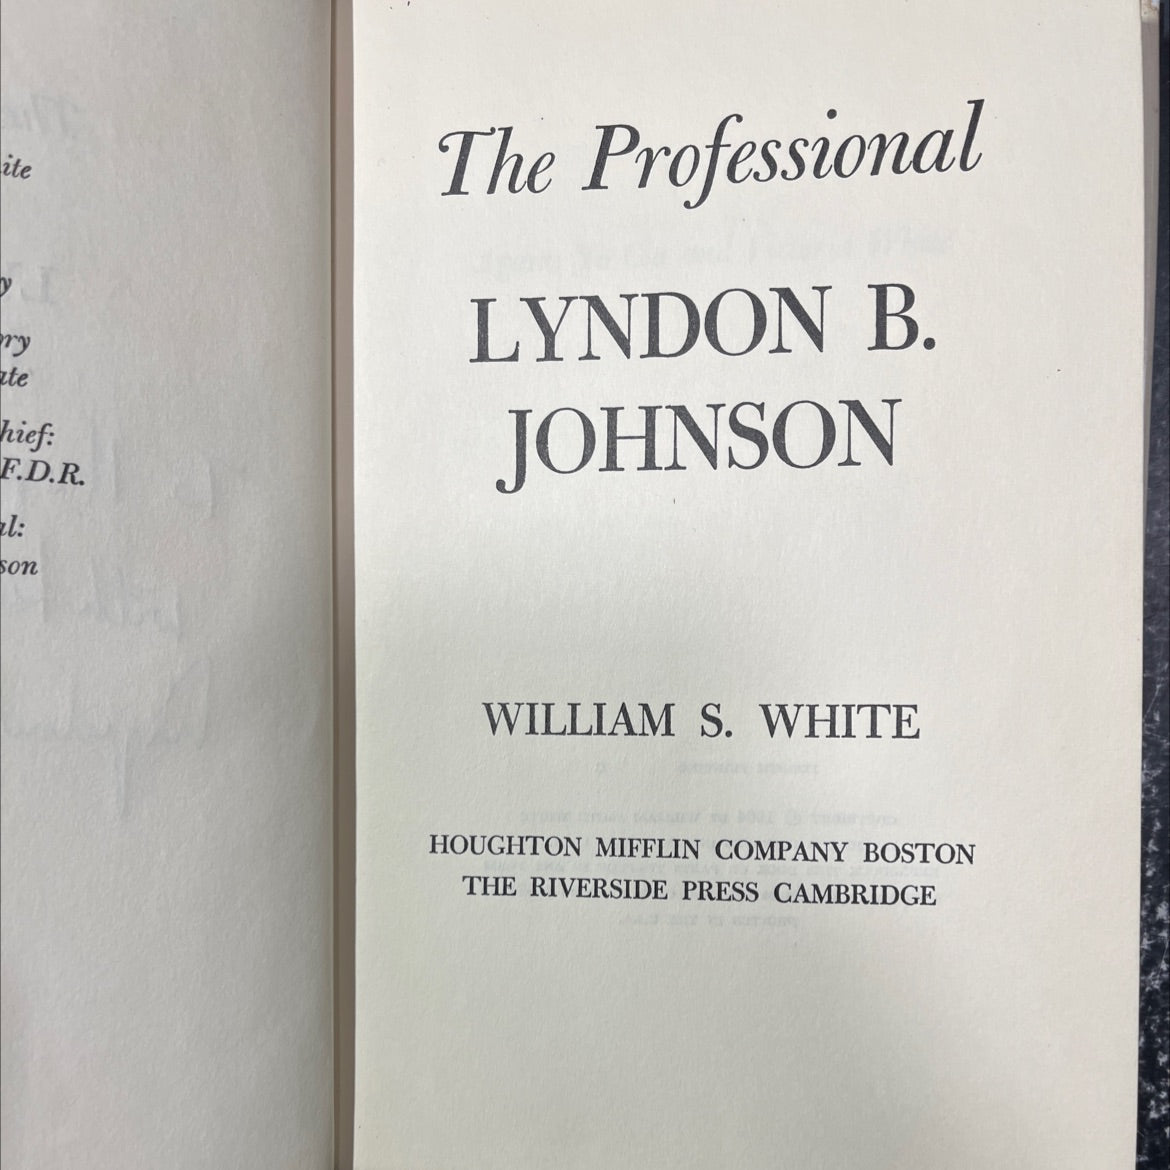 ite
y
ory
ate
hief:
F.D.R.
al:
son
The Professional
LYNDON B.
JOHNSON
WILLIAM S. WHITE
HOUGHTON MIFFLIN COMPANY BOSTON
THE RIVERSIDE PRESS CAMBRIDGE